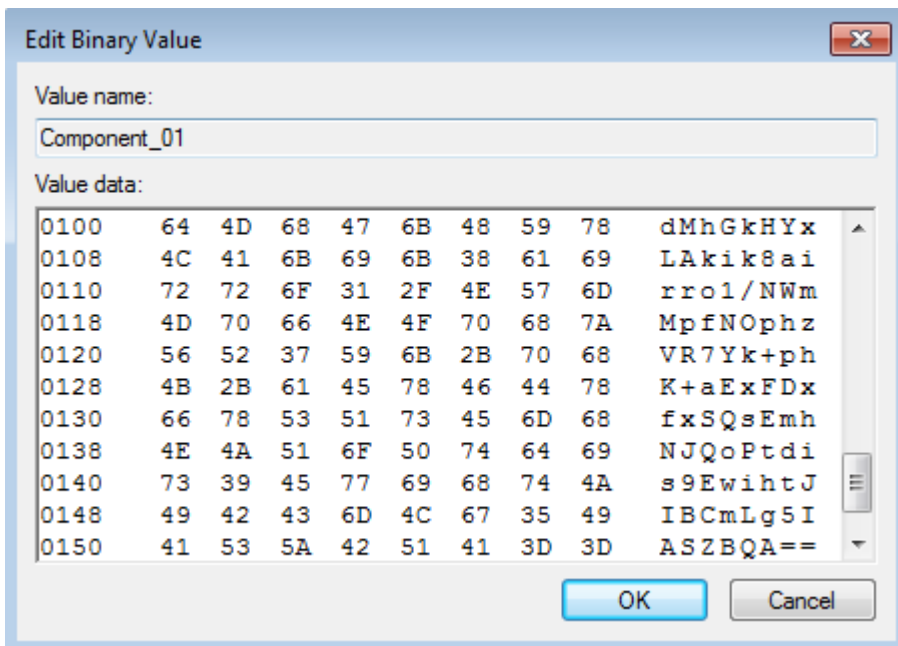 Edit Binary Value
Value name:
Component_01
Value data:
0100 64 4D 68 47 6B 48 59 78 dMhGkHYx
0108 4C 41 6B 69 6B 38 61 69 LAkik8ai
0110 72 72 6F 31 2F 4E 57 6D rro1/NWm
0118 4D 70 66 4E 4F 70 68 7A MpfNOphz
0120 56 52 37 59 6B 2B 70 68 VR7Yk+ph
0128 4B 2B 61 45 78 46 44 78 K+aExFDx
0130 66 78 53 51 73 45 6D 68 fxSQsEmh
0138 4E 4A 51 6F 50 74 64 69 NJQoPtdi
0140 73 39 45 77 69 68 74 4A s9EwihtJ
0148 49 42 43 6D 4C 67 35 49 IBCmLg5I
0150 41 53 5A 42 51 41 3D 3D ASZBQA==
OK Cancel